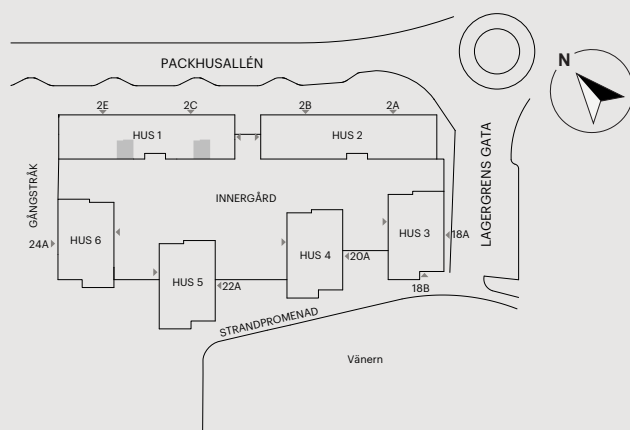 N
PACKHUSALLÉN
2E
2C
2B
2A
HUS 1
HUS 2
LAGERGRENS GATA
GÅNGSTRÅK
INNERGÅRD
24A
HUS 6
HUS 5
22A
HUS 4
20A
HUS 3
18A
18B
STRANDPROMENAD
Vänern